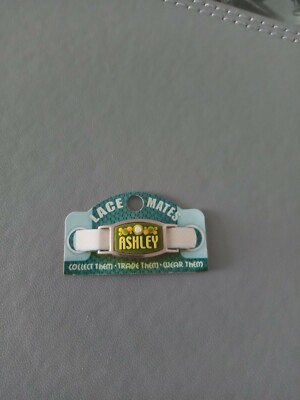 LACE MATES
ASHLEY
COLLECT THEM • TRADE THEM • WEAR THEM